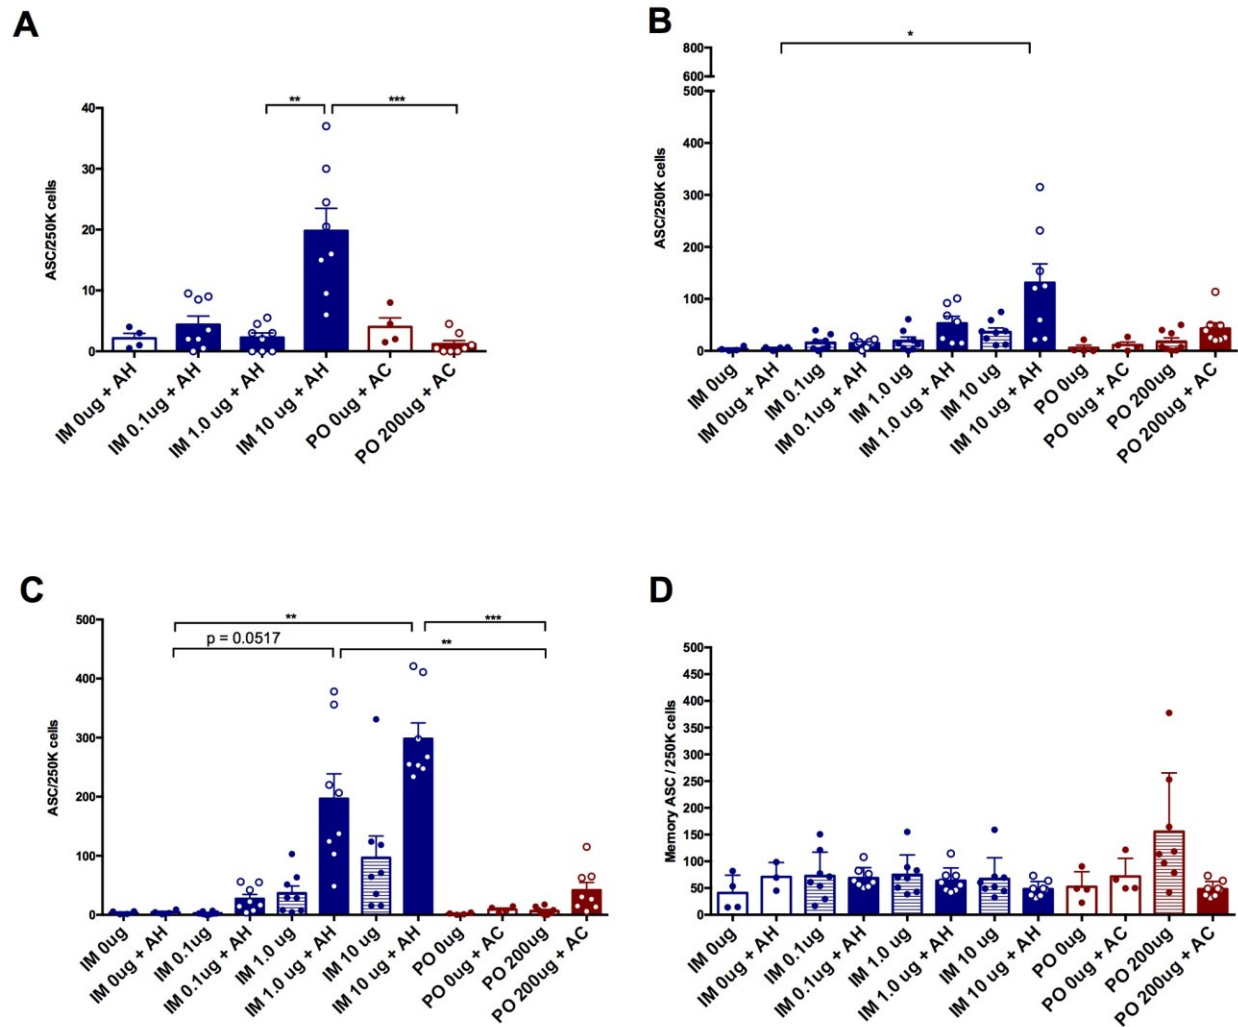 A
ASC/250K cells
40
30
20
10
0
**
***
IM 0ug + AH
IM 0.1ug + AH
IM 1.0 ug + AH
IM 10 ug + AH
PO 0ug + AC
PO 200ug + AC
B
ASC/250K cells
800
600
500
400
300
200
100
0
*
IM 0ug
IM 0ug + AH
IM 0.1ug
IM 0.1ug + AH
IM 1.0 ug
IM 1.0 ug + AH
IM 10 ug
IM 10 ug + AH
PO 0ug
PO 0ug + AC
PO 200ug
PO 200ug + AC
C
ASC/250K cells
500
400
300
200
100
0
**
***
p = 0.0517
**
IM 0ug
IM 0ug + AH
IM 0.1ug
IM 0.1ug + AH
IM 1.0 ug
IM 1.0 ug + AH
IM 10 ug
IM 10 ug + AH
PO 0ug
PO 0ug + AC
PO 200ug
PO 200ug + AC
D
Memory ASC / 250K cells
500
450
400
350
300
250
200
150
100
50
0
IM 0ug
IM 0ug + AH
IM 0.1ug
IM 0.1ug + AH
IM 1.0 ug
IM 1.0 ug + AH
IM 10 ug
IM 10 ug + AH
PO 0ug
PO 0ug + AC
PO 200ug
PO 200ug + AC